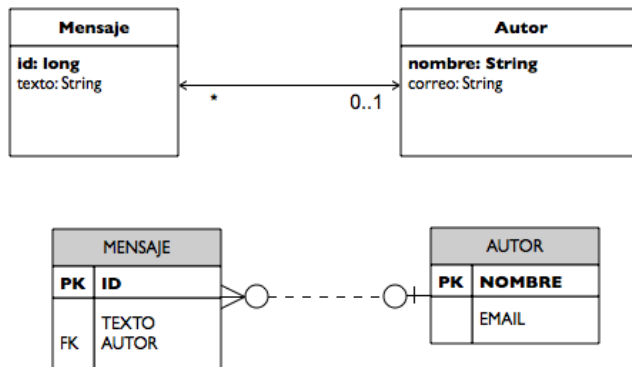 Mensaje
id: long
texto: String
Autor
nombre: String
correo: String
* 0..1
MENSAJE
PK ID
TEXTO
FK AUTOR
AUTOR
PK NOMBRE
EMAIL